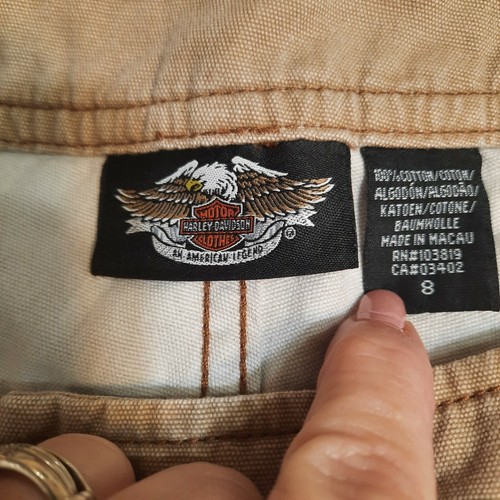 MOTOR
HARLEY-DAVIDSON
CLOTHES
AN AMERICAN LEGEND
®
100% COTTON/COTON/
ALGODÓN/ALGODÃO/
KATOEN/COTONE/
BAUMWOLLE
MADE IN MACAU
RN#103819
CA#03402
8